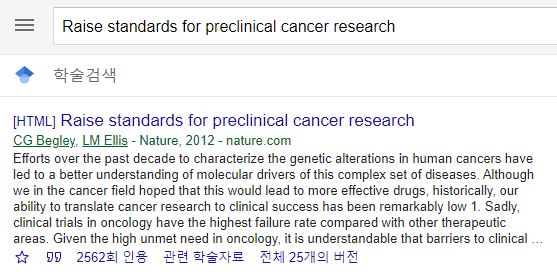 Raise standards for preclinical cancer research
학술검색
[HTML] Raise standards for preclinical cancer research
CG Begley, LM Ellis - Nature, 2012 - nature.com
Efforts over the past decade to characterize the genetic alterations in human cancers have
led to a better understanding of molecular drivers of this complex set of diseases. Although
we in the cancer field hoped that this would lead to more effective drugs, historically, our
ability to translate cancer research to clinical success has been remarkably low 1. Sadly,
clinical trials in oncology have the highest failure rate compared with other therapeutic
areas. Given the high unmet need in oncology, it is understandable that barriers to clinical …
2562회 인용 관련 학술자료 전체 25개의 버전